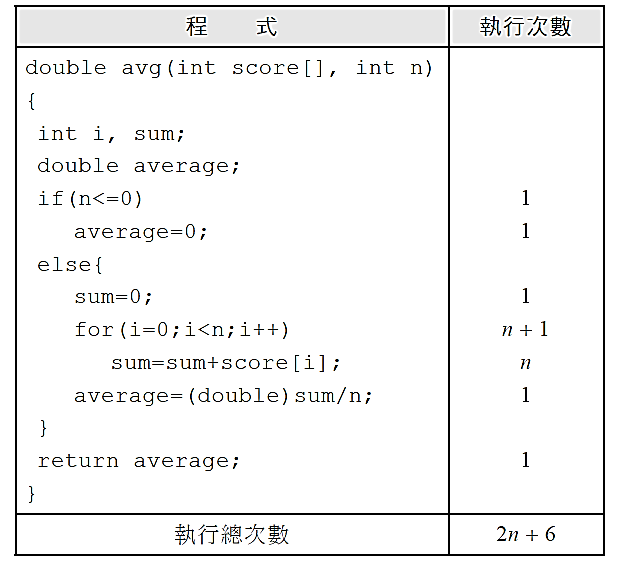 程 式 執行次數
double avg(int score[], int n)
{
int i, sum;
double average;
if(n<=0) 1
average=0; 1
else{
sum=0; 1
for(i=0;i<n;i++) n + 1
sum=sum+score[i]; n
average=(double)sum/n; 1
}
return average; 1
}
執行總次數 2n + 6